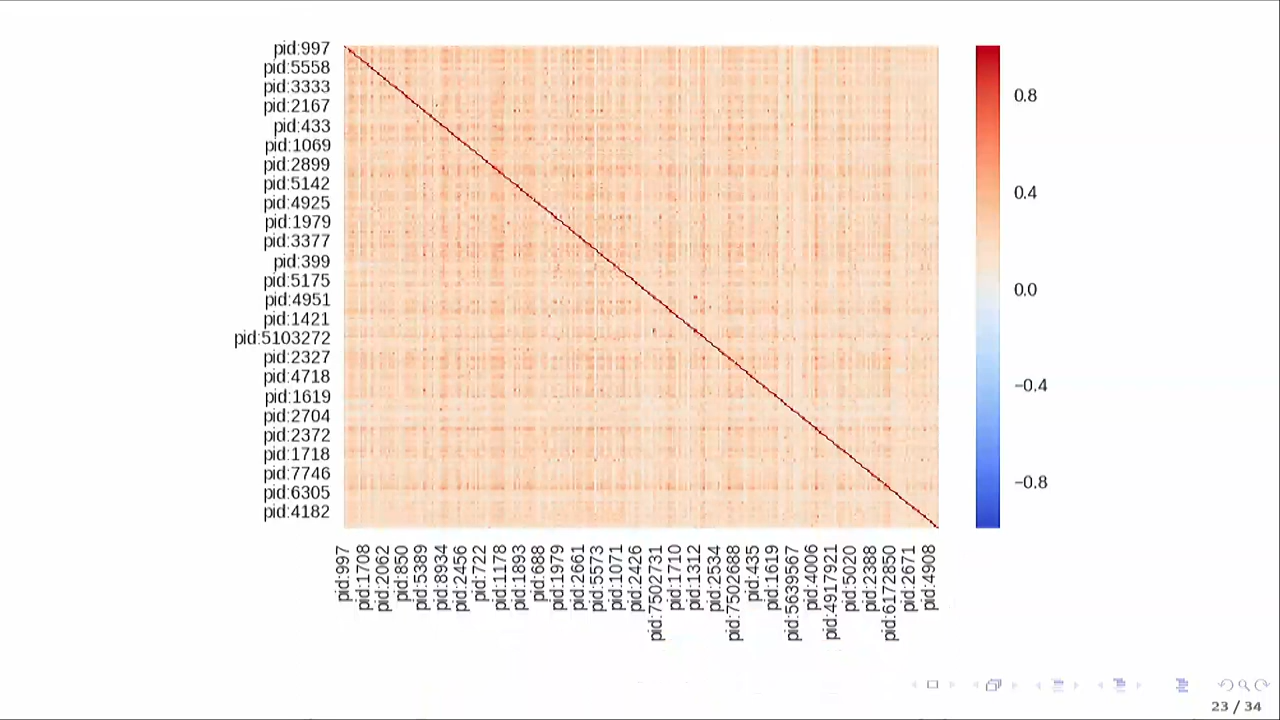 pid:997
pid:5558
pid:3333
pid:2167
pid:433
pid:1069
pid:2899
pid:5142
pid:4925
pid:1979
pid:3377
pid:399
pid:5175
pid:4951
pid:1421
pid:5103272
pid:2327
pid:4718
pid:1619
pid:2704
pid:2372
pid:1718
pid:7746
pid:6305
pid:4182
0.8
0.4
0.0
−0.4
−0.8
pid:997
pid:1708
pid:2062
pid:850
pid:5389
pid:8934
pid:2456
pid:722
pid:1178
pid:1893
pid:688
pid:1979
pid:2661
pid:5573
pid:1071
pid:2426
pid:7502731
pid:1710
pid:1312
pid:2534
pid:7502688
pid:435
pid:1619
pid:5639567
pid:4006
pid:4917921
pid:5020
pid:2388
pid:6172850
pid:2671
pid:4908
23 / 34